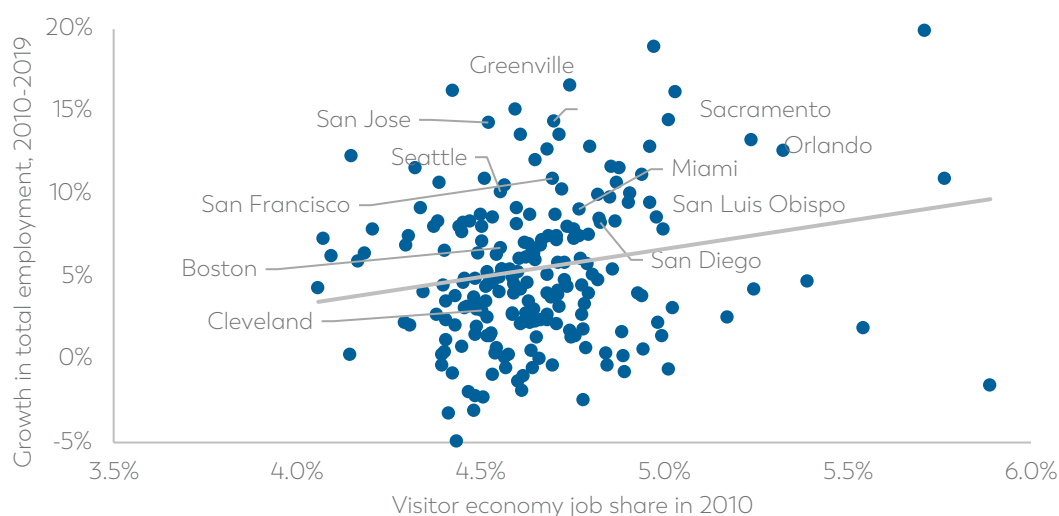 Growth in total employment, 2010-2019
20%
15%
10%
5%
0%
-5%
Greenville
San Jose
Sacramento
Seattle
Orlando
Miami
San Francisco
San Luis Obispo
Boston
San Diego
Cleveland
3.5%
4.0%
4.5%
5.0%
5.5%
6.0%
Visitor economy job share in 2010